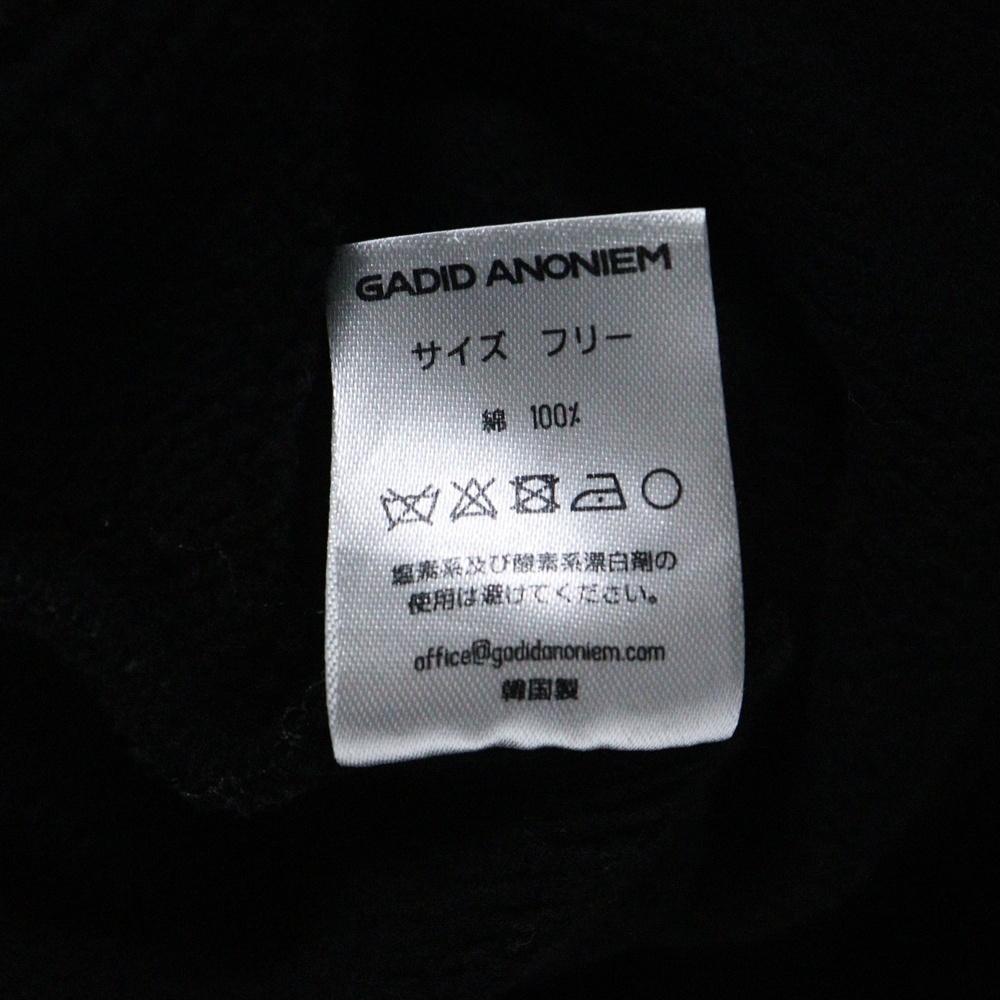 GADID ANONIEM
サイズ フリー
綿 100%
塩素系及び酸素系漂白剤の
使用は避けてください。
office@gadidanoniem.com
韓国製